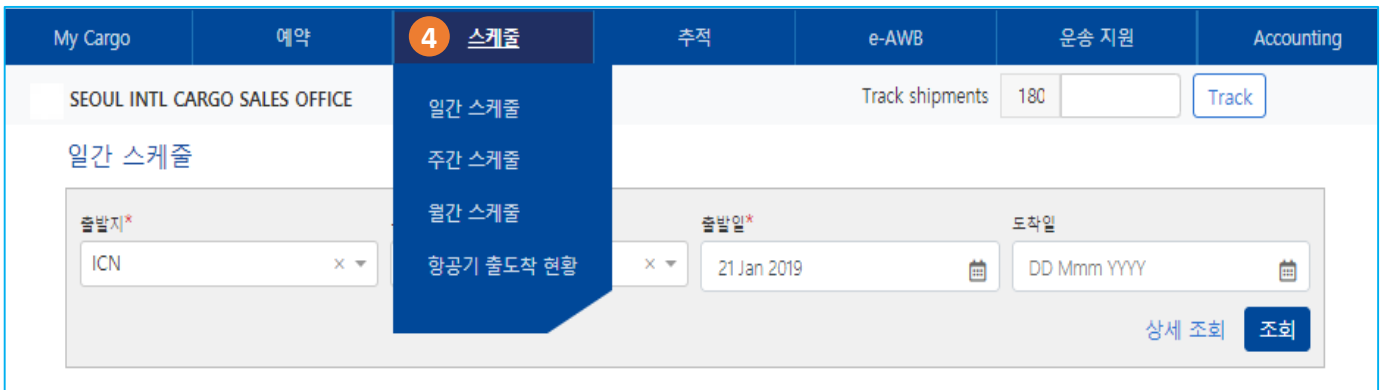 My Cargo 예약 4 스케줄 추적 e-AWB 운송 지원 Accounting
SEOUL INTL CARGO SALES OFFICE Track shipments 180 Track
일간 스케줄
주간 스케줄
월간 스케줄
항공기 출도착 현황
일간 스케줄
출발지* 출발일* 도착일
ICN 21 Jan 2019 DD Mmm YYYY
상세 조회 조회